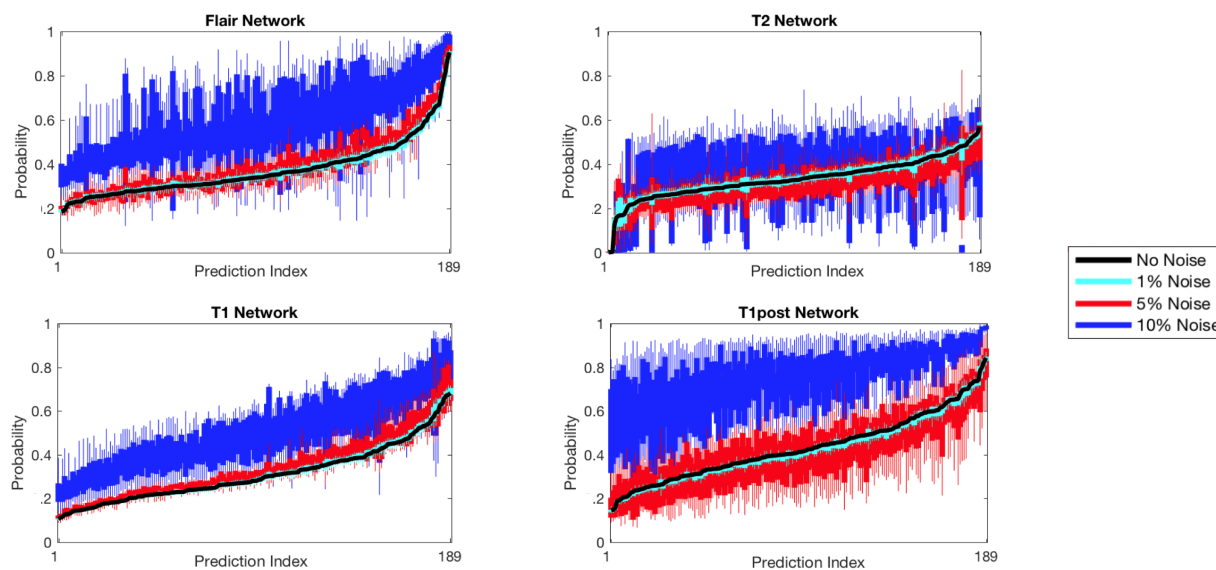 Flair Network
1
0.8
0.6
0.4
.2
0
Probability
1
189
Prediction Index
T2 Network
1
0.8
0.6
0.4
.2
0
Probability
1
189
Prediction Index
No Noise
1% Noise
5% Noise
10% Noise
T1 Network
1
0.8
0.6
0.4
.2
0
Probability
1
189
Prediction Index
T1post Network
1
0.8
0.6
0.4
.2
0
Probability
1
189
Prediction Index